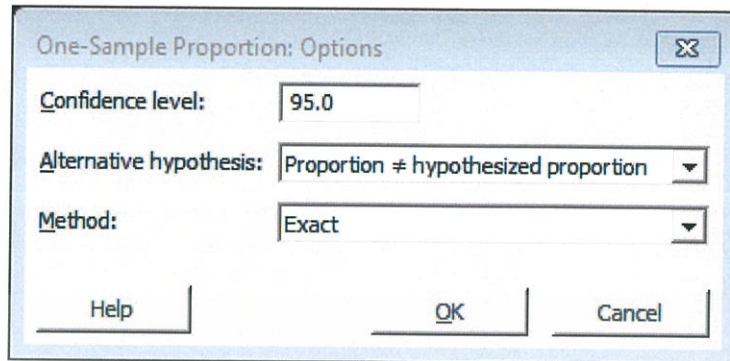 One-Sample Proportion: Options
Confidence level: 95.0
Alternative hypothesis: Proportion ≠ hypothesized proportion
Method: Exact
Help OK Cancel